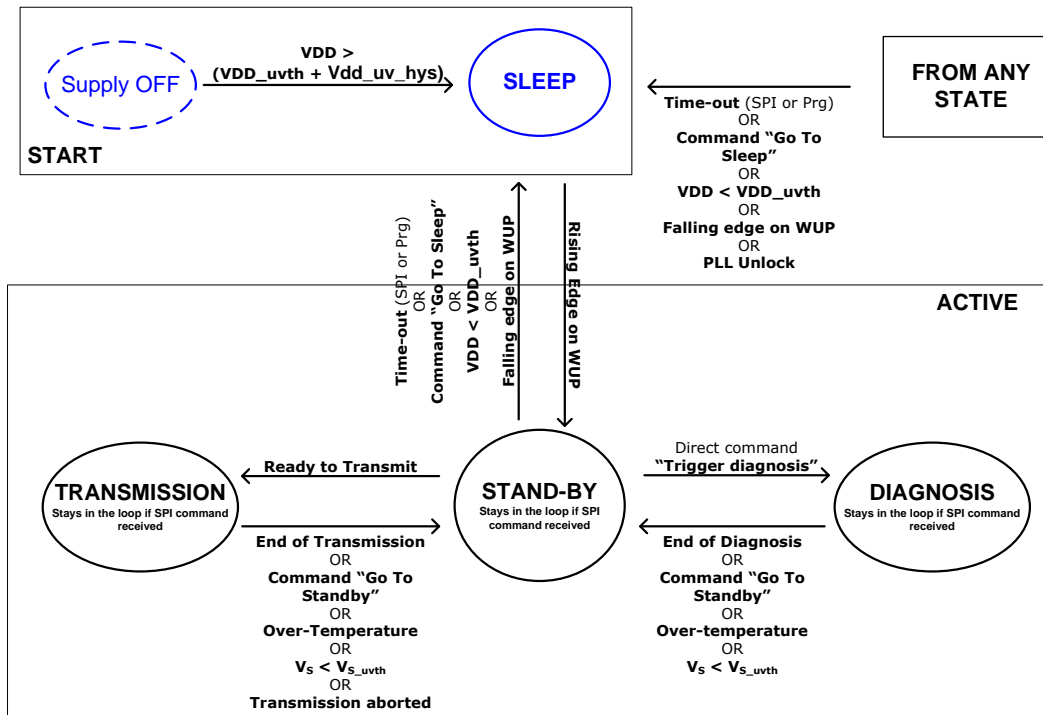 VDD >
(VDD_uvth + Vdd_uv_hys)
Supply OFF
SLEEP
START
FROM ANY
STATE
Time-out (SPI or Prg)
OR
Command “Go To
Sleep”
OR
VDD < VDD_uvth
OR
Falling edge on WUP
OR
PLL Unlock
Time-out (SPI or Prg)
OR
Command “Go To Sleep”
OR
VDD < VDD_uvth
OR
Falling edge on WUP
Rising Edge on WUP
ACTIVE
Ready to Transmit
TRANSMISSION
Stays in the loop if SPI command
received
End of Transmission
OR
Command “Go To
Standby”
OR
Over-Temperature
OR
VS < VS_uvth
OR
Transmission aborted
STAND-BY
Stays in the loop if SPI
command received
Direct command
“Trigger diagnosis”
DIAGNOSIS
Stays in the loop if SPI command
received
End of Diagnosis
OR
Command “Go To
Standby”
OR
Over-temperature
OR
VS < VS_uvth